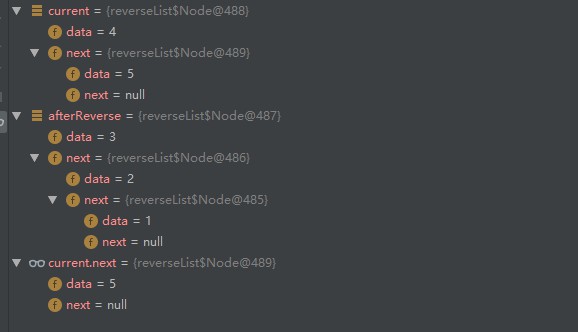 current = {reverseList$Node@488}
f data = 4
f next = {reverseList$Node@489}
f data = 5
f next = null
afterReverse = {reverseList$Node@487}
f data = 3
f next = {reverseList$Node@486}
f data = 2
f next = {reverseList$Node@485}
f data = 1
f next = null
current.next = {reverseList$Node@489}
f data = 5
f next = null